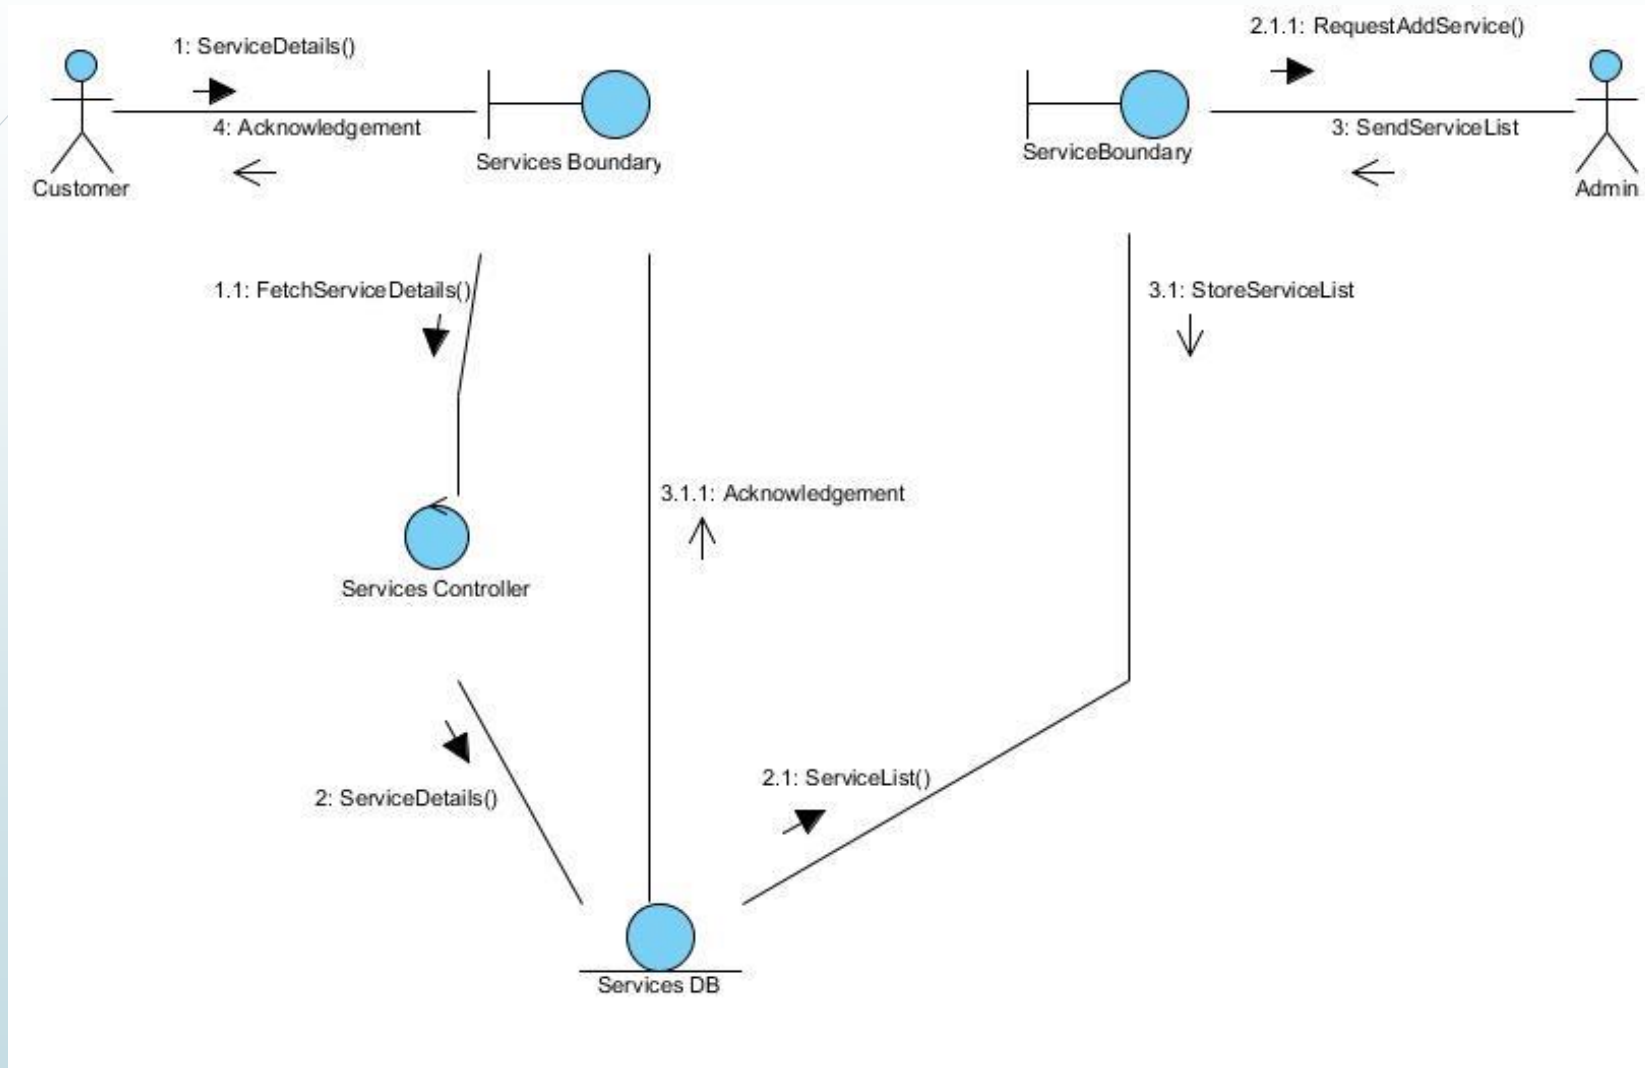 2.1.1: RequestAddService()
1: ServiceDetails()
4: Acknowledgement
3: SendServiceList
Services Boundary
ServiceBoundary
Customer
Admin
1.1: FetchServiceDetails()
3.1: StoreServiceList
3.1.1: Acknowledgement
Services Controller
2.1: ServiceList()
2: ServiceDetails()
Services DB